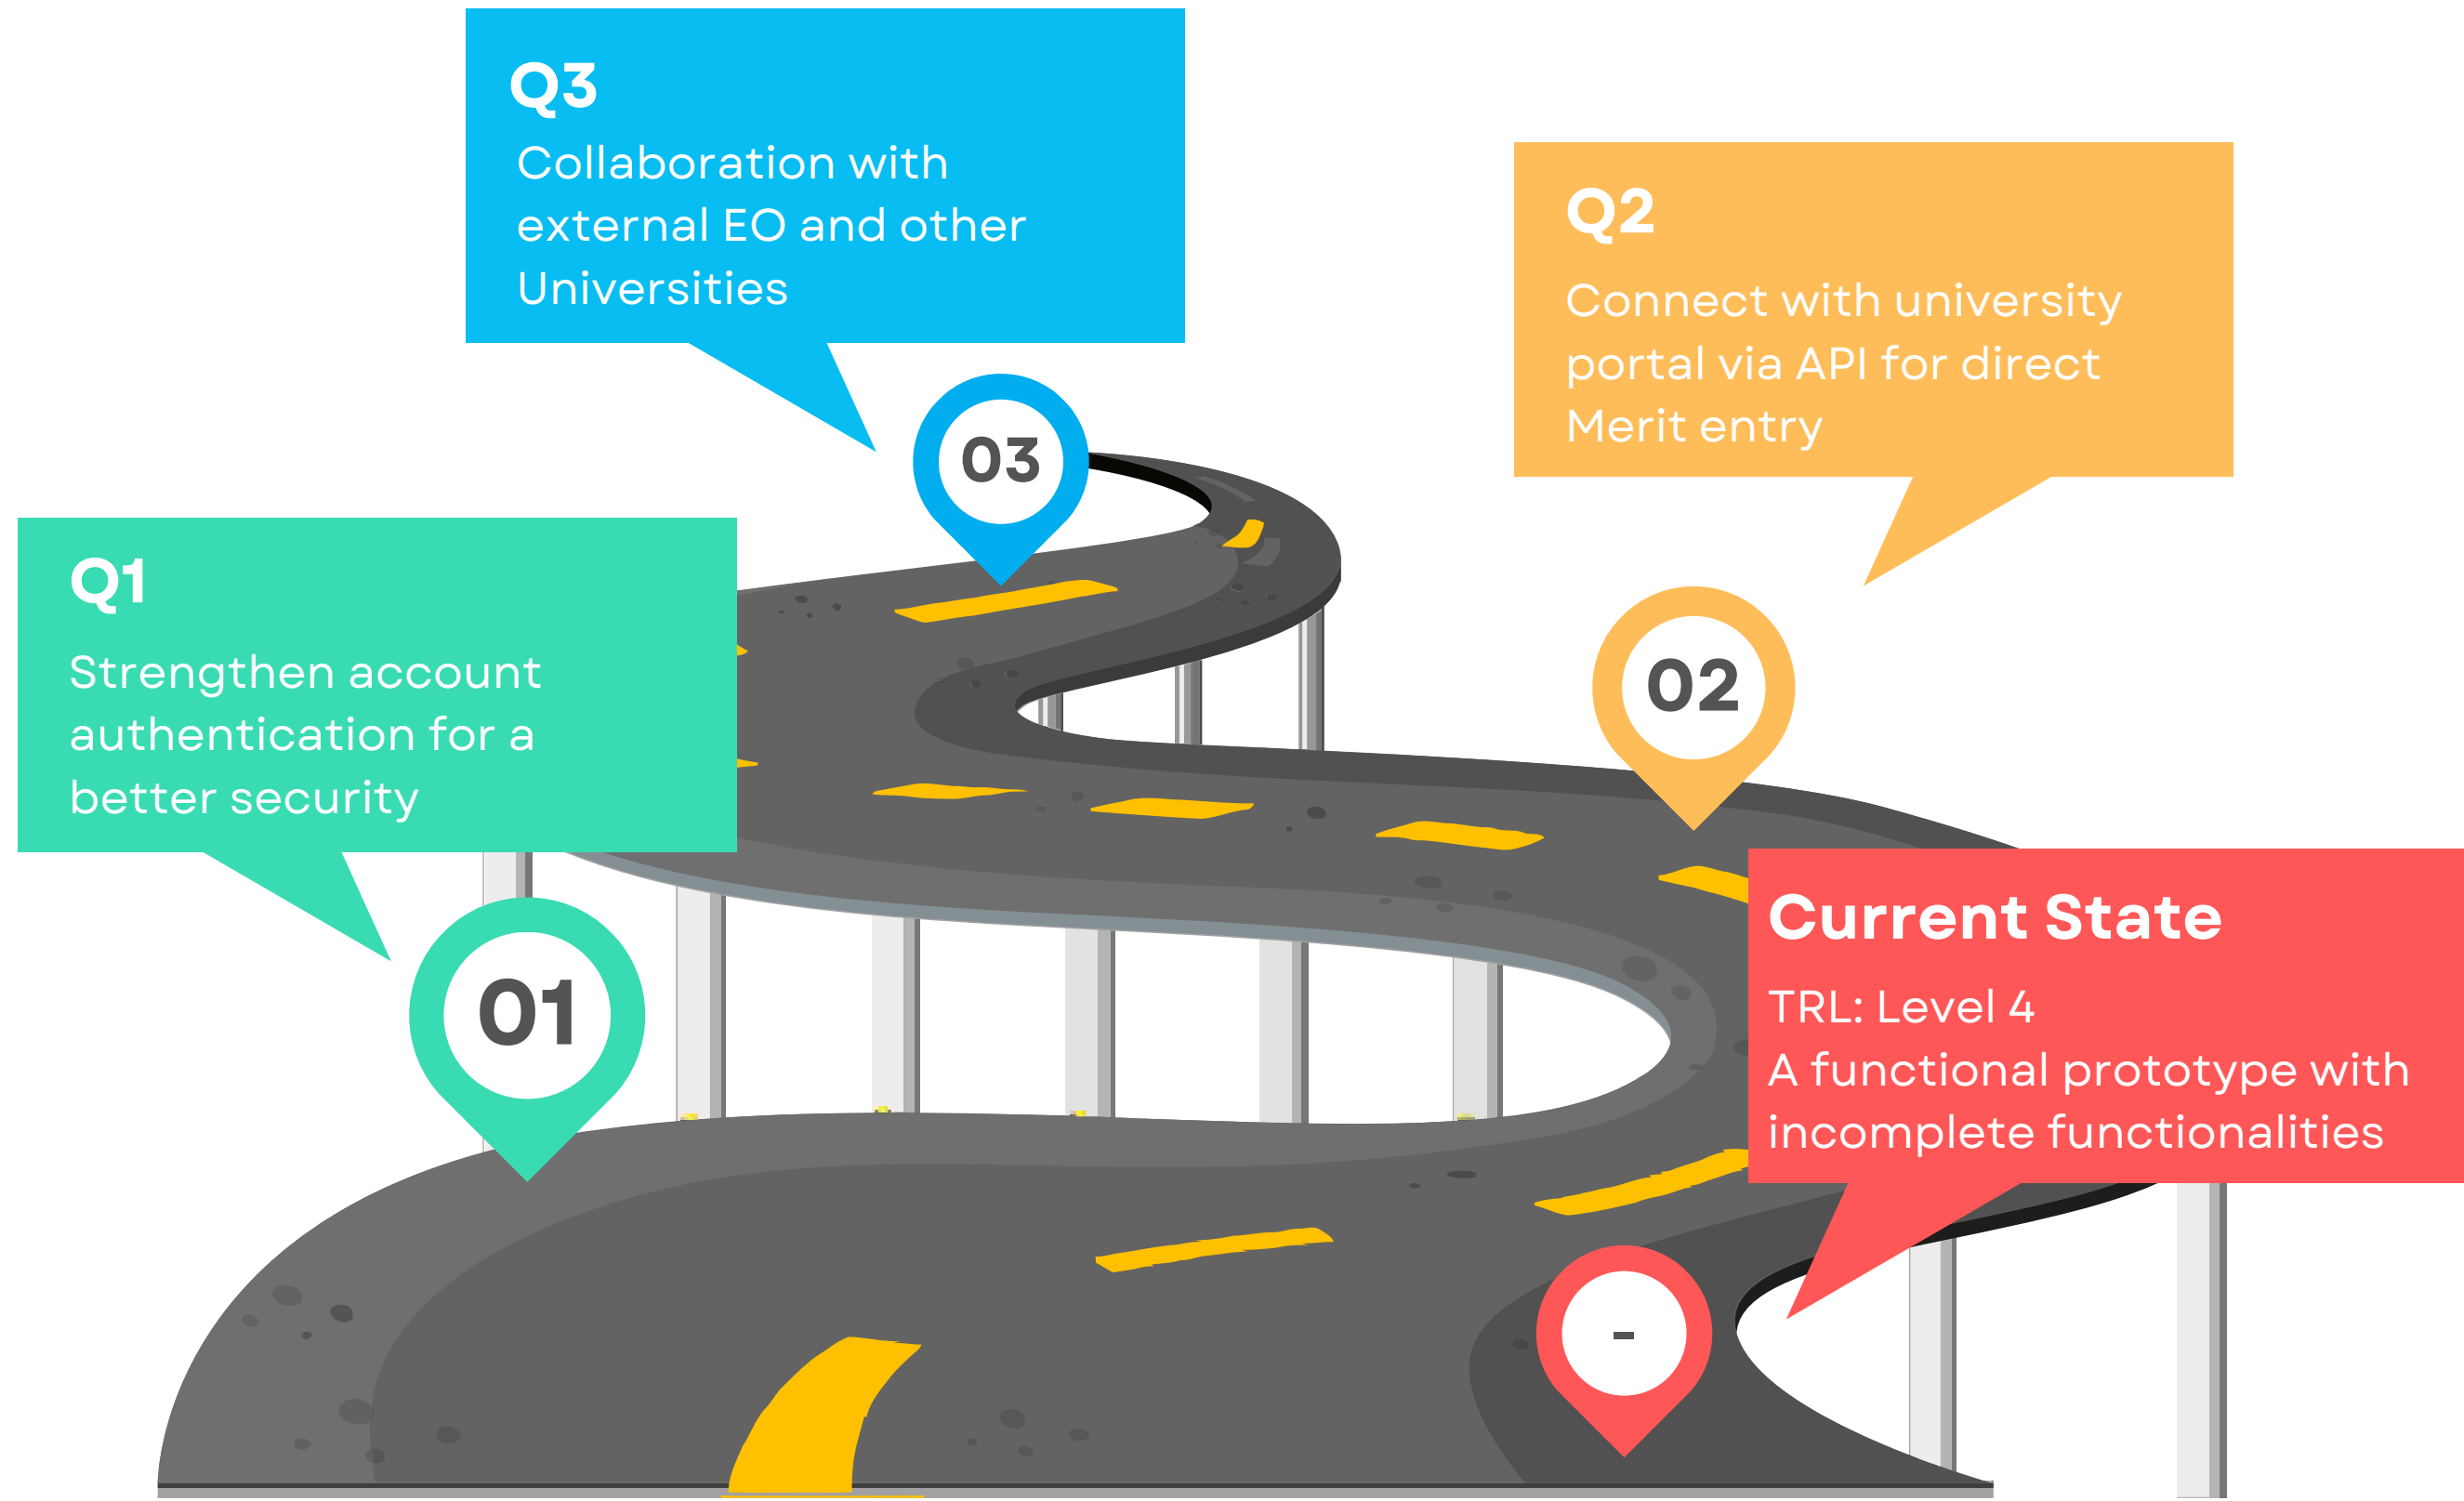 Q3
Collaboration with
external EO and other
Universities
03
Q2
Connect with university
portal via API for direct
Merit entry
02
Q1
Strengthen account
authentication for a
better security
01
Current State
TRL: Level 4
A functional prototype with
incomplete functionalities
-